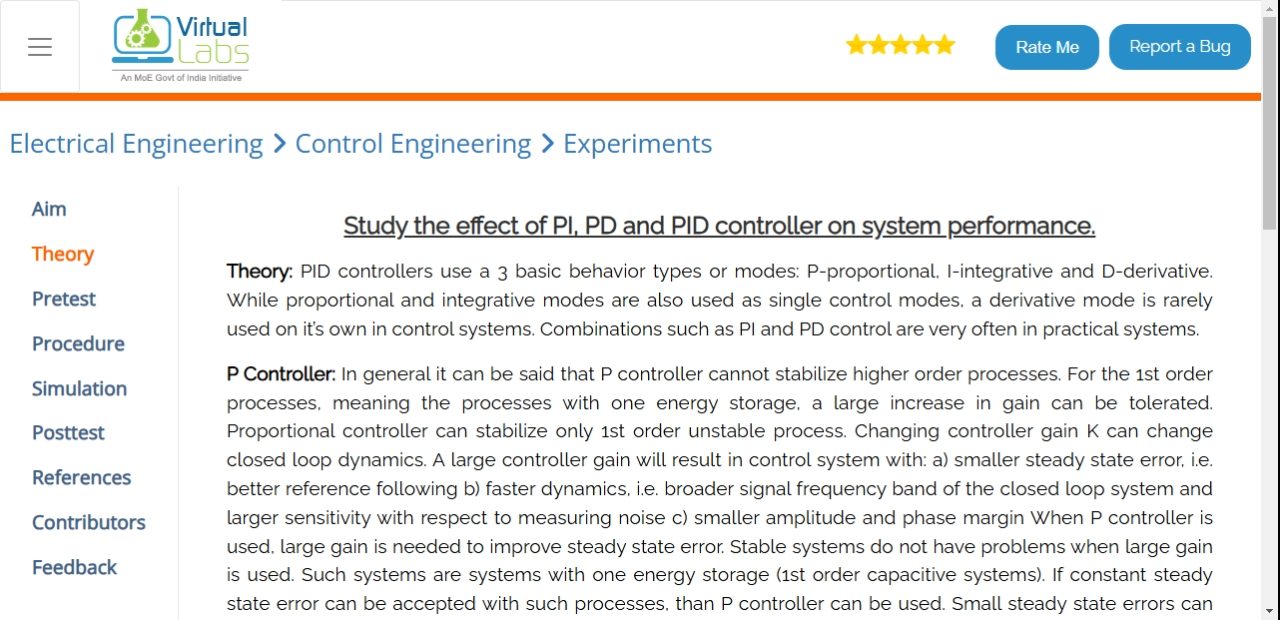 Virtual
Labs
An MoE Govt of India Initiative
Rate Me
Report a Bug
Electrical Engineering
Control Engineering
Experiments
Aim
Theory
Pretest
Procedure
Simulation
Posttest
References
Contributors
Feedback
Study the effect of PI, PD and PID controller on system performance.
Theory: PID controllers use a 3 basic behavior types or modes: P-proportional, I-integrative and D-derivative.
While proportional and integrative modes are also used as single control modes, a derivative mode is rarely
used on it’s own in control systems. Combinations such as PI and PD control are very often in practical systems.
P Controller: In general it can be said that P controller cannot stabilize higher order processes. For the 1st order
processes, meaning the processes with one energy storage, a large increase in gain can be tolerated.
Proportional controller can stabilize only 1st order unstable process. Changing controller gain K can change
closed loop dynamics. A large controller gain will result in control system with: a) smaller steady state error, i.e.
better reference following b) faster dynamics, i.e. broader signal frequency band of the closed loop system and
larger sensitivity with respect to measuring noise c) smaller amplitude and phase margin When P controller is
used, large gain is needed to improve steady state error. Stable systems do not have problems when large gain
is used. Such systems are systems with one energy storage (1st order capacitive systems). If constant steady
state error can be accepted with such processes, than P controller can be used. Small steady state errors can